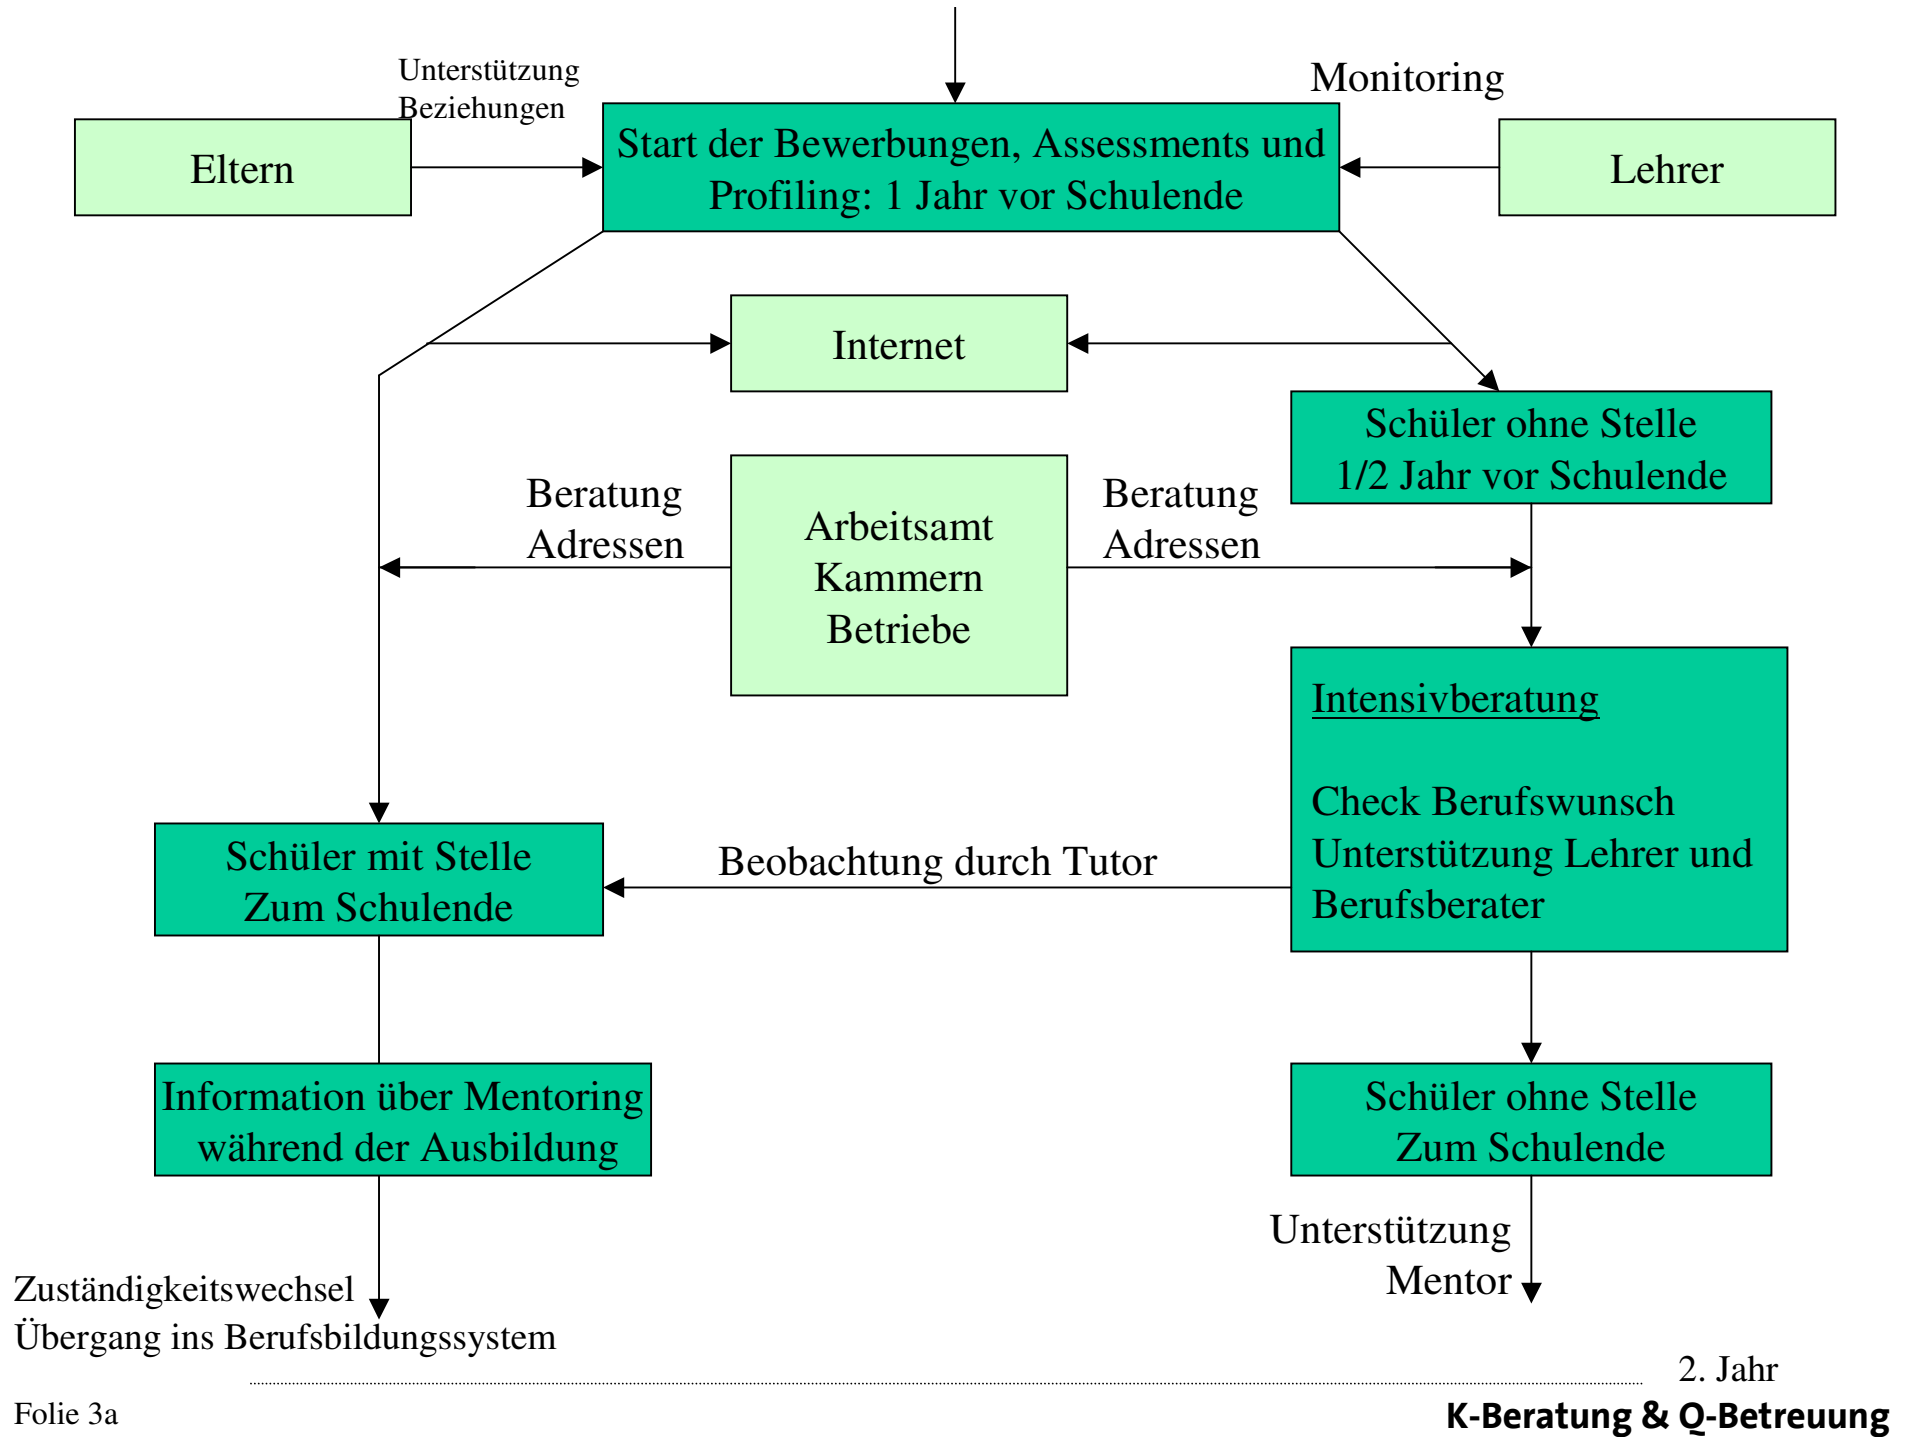 Unterstützung
Beziehungen
Monitoring
Eltern
Start der Bewerbungen, Assessments und
Profiling: 1 Jahr vor Schulende
Lehrer
Internet
Schüler ohne Stelle
1/2 Jahr vor Schulende
Beratung
Adressen
Arbeitsamt
Kammern
Betriebe
Beratung
Adressen
Intensivberatung
Check Berufswunsch
Unterstützung Lehrer und
Berufsberater
Schüler mit Stelle
Zum Schulende
Beobachtung durch Tutor
Information über Mentoring
während der Ausbildung
Schüler ohne Stelle
Zum Schulende
Unterstützung
Mentor
Zuständigkeitswechsel
Übergang ins Berufsbildungssystem
2. Jahr
Folie 3a
K-Beratung & Q-Betreuung